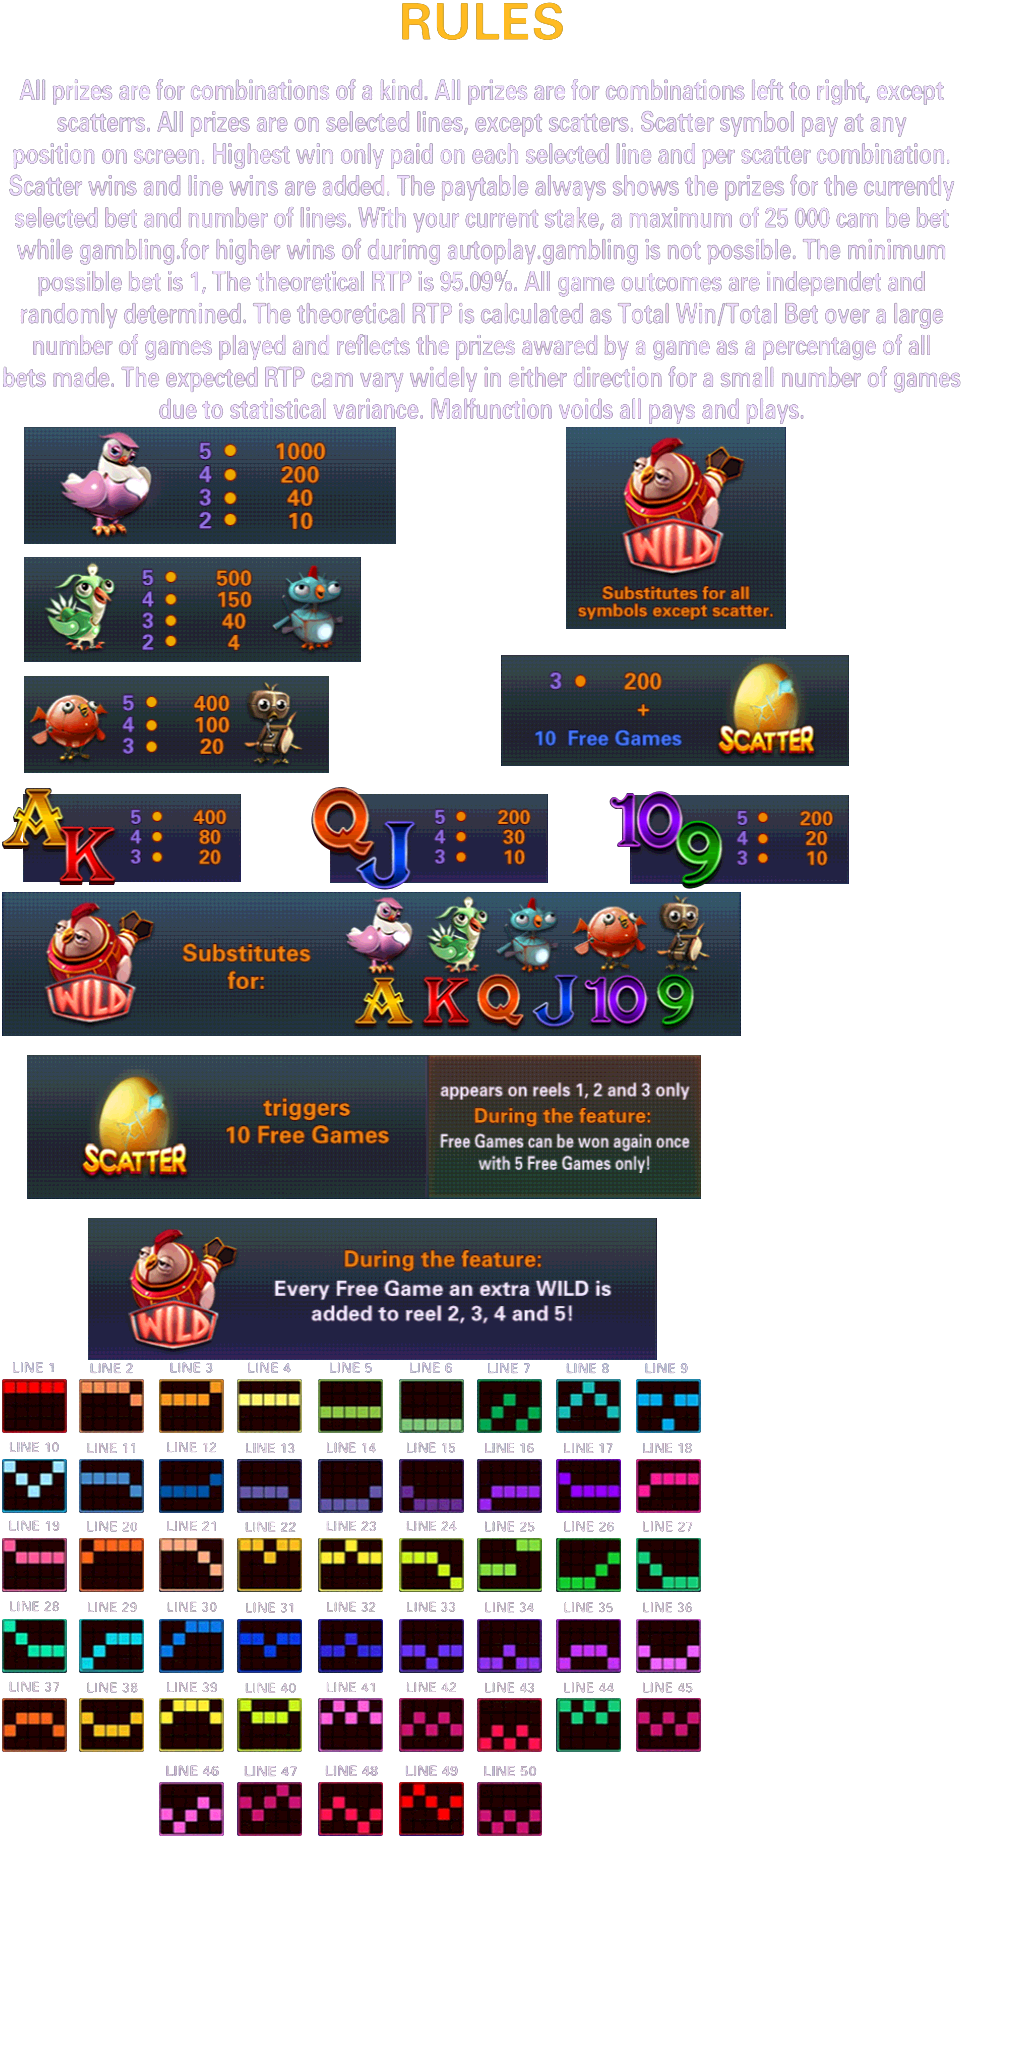 RULES
All prizes are for combinations of a kind. All prizes are for combinations left to right, except
scatterrs. All prizes are on selected lines, except scatters. Scatter symbol pay at any
position on screen. Highest win only paid on each selected line and per scatter combination.
Scatter wins and line wins are added. The paytable always shows the prizes for the currently
selected bet and number of lines. With your current stake, a maximum of 25 000 cam be bet
while gambling.for higher wins of durimg autoplay.gambling is not possible. The minimum
possible bet is 1, The theoretical RTP is 95.09%. All game outcomes are independet and
randomly determined. The theoretical RTP is calculated as Total Win/Total Bet over a large
number of games played and reflects the prizes awared by a game as a percentage of all
bets made. The expected RTP cam vary widely in either direction for a small number of games
due to statistical variance. Malfunction voids all pays and plays.
5 • 1000
4 • 200
3 • 40
2 • 10
WILD
Substitutes for all
symbols except scatter.
5 • 500
4 • 150
3 • 40
2 • 4
3 • 200
+
10 Free Games
SCATTER
5 • 400
4 • 100
3 • 20
A K
5 • 400
4 • 80
3 • 20
Q J
5 • 200
4 • 30
3 • 10
10 9
5 • 200
4 • 20
3 • 10
WILD
Substitutes
for:
A K Q J 10 9
SCATTER
triggers
10 Free Games
appears on reels 1, 2 and 3 only
During the feature:
Free Games can be won again once
with 5 Free Games only!
WILD
During the feature:
Every Free Game an extra WILD is
added to reel 2, 3, 4 and 5!
LINE 1 LINE 2 LINE 3 LINE 4 LINE 5 LINE 6 LINE 7 LINE 8 LINE 9
LINE 10 LINE 11 LINE 12 LINE 13 LINE 14 LINE 15 LINE 16 LINE 17 LINE 18
LINE 19 LINE 20 LINE 21 LINE 22 LINE 23 LINE 24 LINE 25 LINE 26 LINE 27
LINE 28 LINE 29 LINE 30 LINE 31 LINE 32 LINE 33 LINE 34 LINE 35 LINE 36
LINE 37 LINE 38 LINE 39 LINE 40 LINE 41 LINE 42 LINE 43 LINE 44 LINE 45
LINE 46 LINE 47 LINE 48 LINE 49 LINE 50